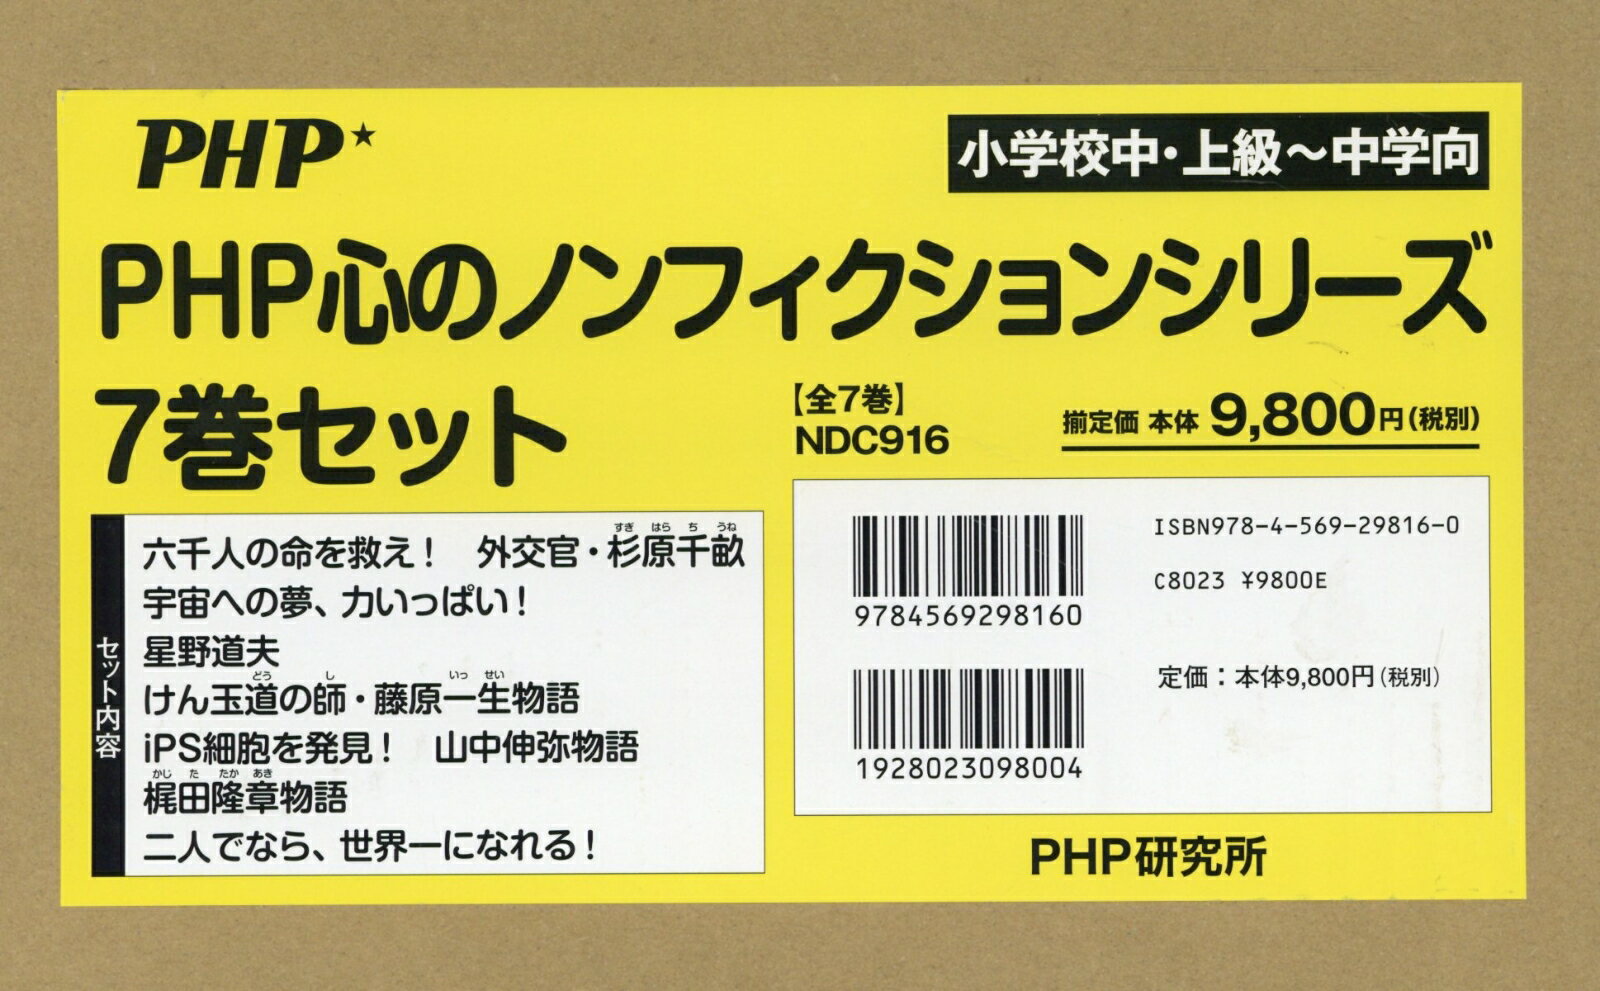 PHP★
小学校中・上級～中学向
PHP心のノンフィクションシリーズ
7巻セット
【全7巻】
NDC916
揃定価 本体 9,800円(税別)
セット内容
すぎ はら ち うね
六千人の命を救え！ 外交官・杉原千畝
宇宙への夢、力いっぱい！
星野道夫
どう し いっ せい
けん玉道の師・藤原一生物語
iPS細胞を発見！ 山中伸弥物語
かじ た たか あき
梶田隆章物語
二人でなら、世界一になれる！
ISBN978-4-569-29816-0
C8023 ¥9800E
9784569298160
定価：本体9,800円(税別)
1928023098004
PHP研究所